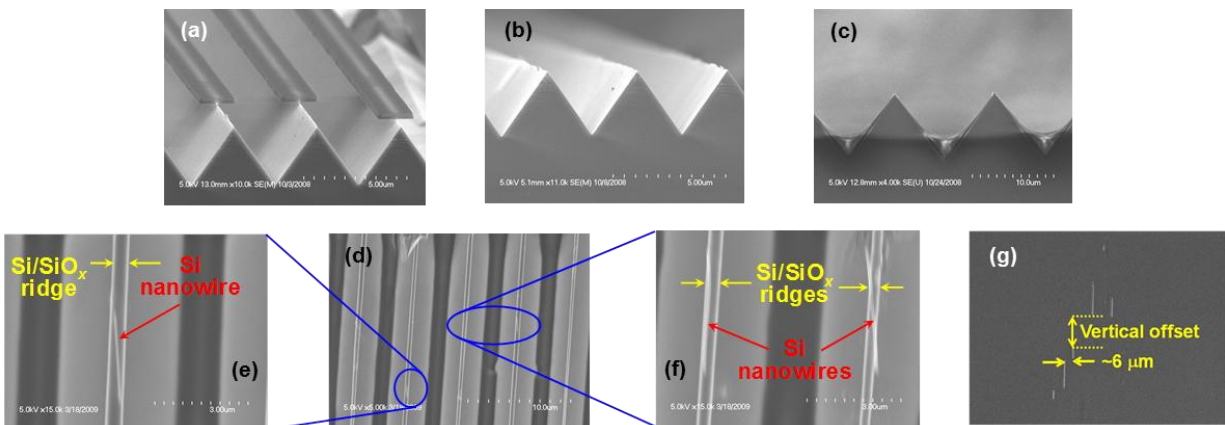 (a)
5.0kV 13.0mm x10.0k SE(M) 10/3/2008
5.00um
(b)
5.0kV 5.1mm x11.0k SE(M) 10/8/2008
5.00um
(c)
5.0kV 12.8mm x4.00k SE(U) 10/24/2008
10.0um
Si/SiOₓ
ridge
Si
nanowire
(e)
5.0kV x15.0k 3/18/2009
3.00um
(d)
5.0kV x5.00k
10.0um
Si/SiOₓ
ridges
(f)
Si
nanowires
5.0kV x15.0k 3/18/2009
3.00um
(g)
Vertical offset
~6 μm